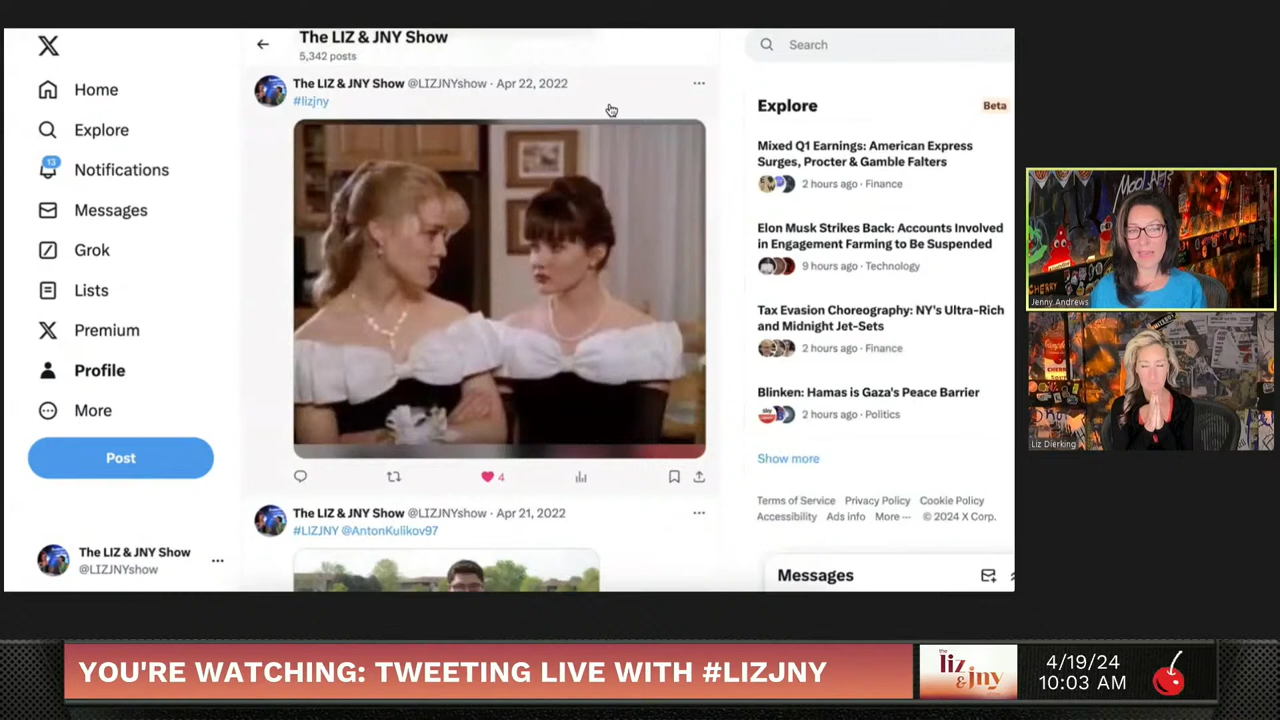 The LIZ & JNY Show
5,342 posts
Search
Home
Explore
13
Notifications
Messages
Grok
Lists
Premium
Profile
More
Post
The LIZ & JNY Show
@LIZJNYshow
The LIZ & JNY Show @LIZJNYshow · Apr 22, 2022
#lizjny
4
The LIZ & JNY Show @LIZJNYshow · Apr 21, 2022
#LIZJNY @AntonKulikov97
Explore
Beta
Mixed Q1 Earnings: American Express
Surges, Procter & Gamble Falters
2 hours ago · Finance
Elon Musk Strikes Back: Accounts Involved
in Engagement Farming to Be Suspended
9 hours ago · Technology
Tax Evasion Choreography: NY's Ultra-Rich
and Midnight Jet-Sets
2 hours ago · Finance
Blinken: Hamas is Gaza's Peace Barrier
sky
2 hours ago · Politics
Show more
Terms of Service Privacy Policy Cookie Policy
Accessibility Ads info More ··· © 2024 X Corp.
Messages
CHERRY
Jenny Andrews
Liz Dierking
YOU'RE WATCHING: TWEETING LIVE WITH #LIZJNY
the
liz
& jny
4/19/24
10:03 AM